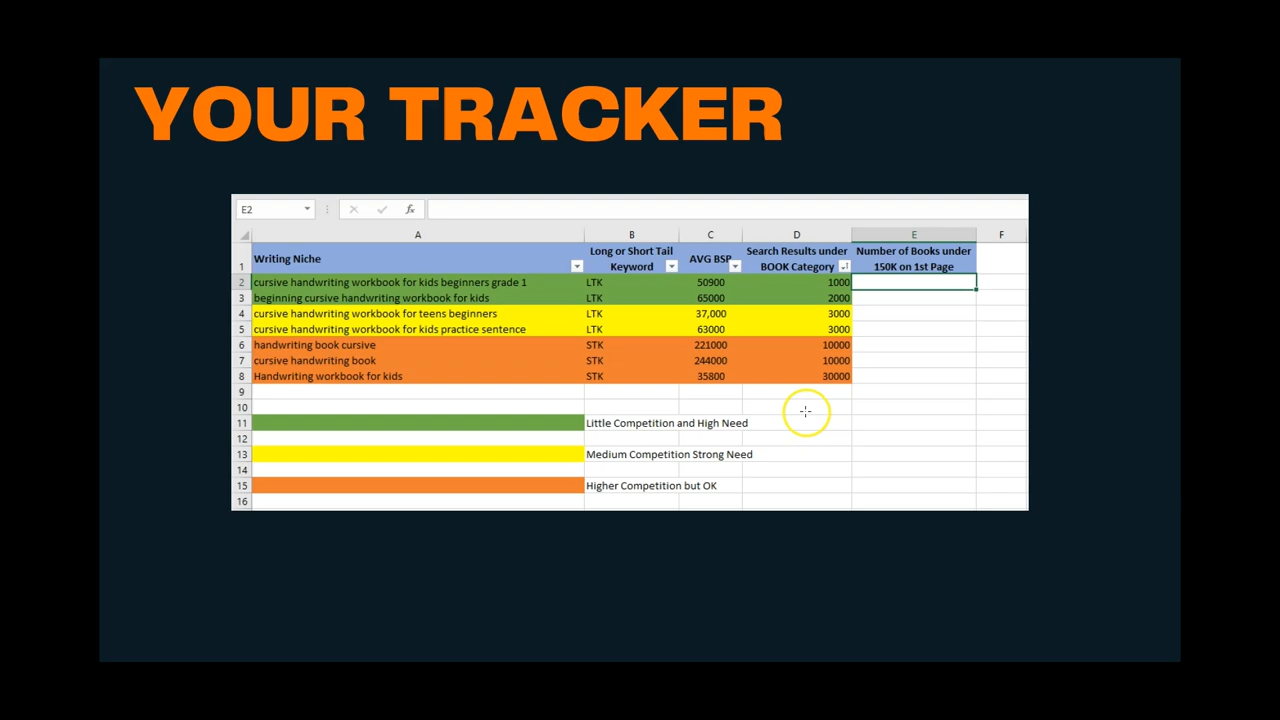 YOUR TRACKER
E2 fx
A B C D E F
1 Writing Niche Long or Short Tail Keyword AVG BSP Search Results under BOOK Category Number of Books under 150K on 1st Page
2 cursive handwriting workbook for kids beginners grade 1 LTK 50900 1000
3 beginning cursive handwriting workbook for kids LTK 65000 2000
4 cursive handwriting workbook for teens beginners LTK 37,000 3000
5 cursive handwriting workbook for kids practice sentence LTK 63000 3000
6 handwriting book cursive STK 221000 10000
7 cursive handwriting book STK 244000 10000
8 Handwriting workbook for kids STK 35800 30000
9
10
11 Little Competition and High Need
12
13 Medium Competition Strong Need
14
15 Higher Competition but OK
16